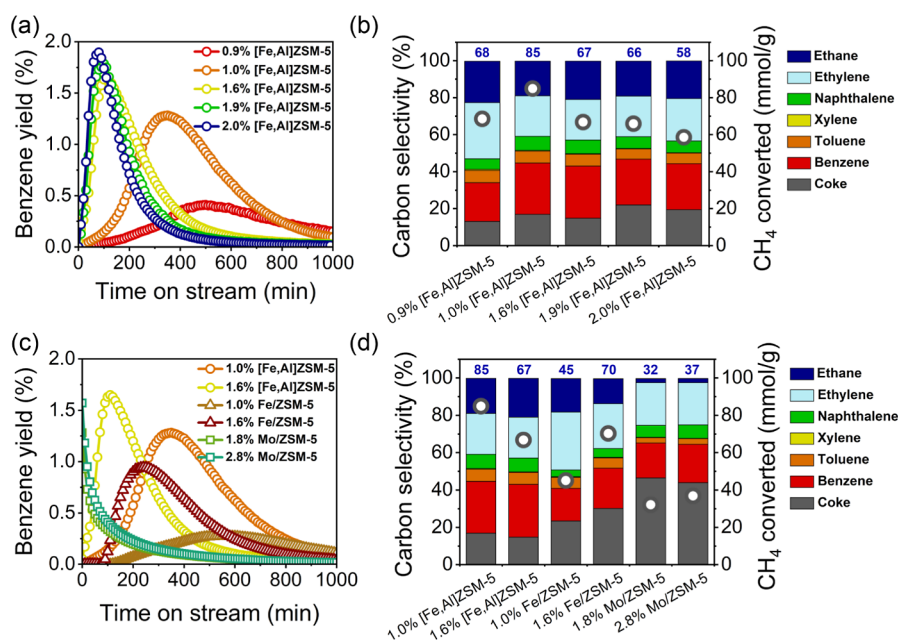 (a)
2.0
1.5
1.0
0.5
0.0
0 200 400 600 800 1000
Benzene yield (%)
Time on stream (min)
0.9% [Fe,Al]ZSM-5
1.0% [Fe,Al]ZSM-5
1.6% [Fe,Al]ZSM-5
1.9% [Fe,Al]ZSM-5
2.0% [Fe,Al]ZSM-5
(b)
68 85 67 66 58
100
80
60
40
20
0
Carbon selectivity (%)
100
80
60
40
20
0
CH4 converted (mmol/g)
0.9% [Fe,Al]ZSM-5
1.0% [Fe,Al]ZSM-5
1.6% [Fe,Al]ZSM-5
1.9% [Fe,Al]ZSM-5
2.0% [Fe,Al]ZSM-5
Ethane
Ethylene
Naphthalene
Xylene
Toluene
Benzene
Coke
(c)
2.0
1.5
1.0
0.5
0.0
0 200 400 600 800 1000
Benzene yield (%)
Time on stream (min)
1.0% [Fe,Al]ZSM-5
1.6% [Fe,Al]ZSM-5
1.0% Fe/ZSM-5
1.6% Fe/ZSM-5
1.8% Mo/ZSM-5
2.8% Mo/ZSM-5
(d)
85 67 45 70 32 37
100
80
60
40
20
0
Carbon selectivity (%)
100
80
60
40
20
0
CH4 converted (mmol/g)
1.0% [Fe,Al]ZSM-5
1.6% [Fe,Al]ZSM-5
1.0% Fe/ZSM-5
1.6% Fe/ZSM-5
1.8% Mo/ZSM-5
2.8% Mo/ZSM-5
Ethane
Ethylene
Naphthalene
Xylene
Toluene
Benzene
Coke